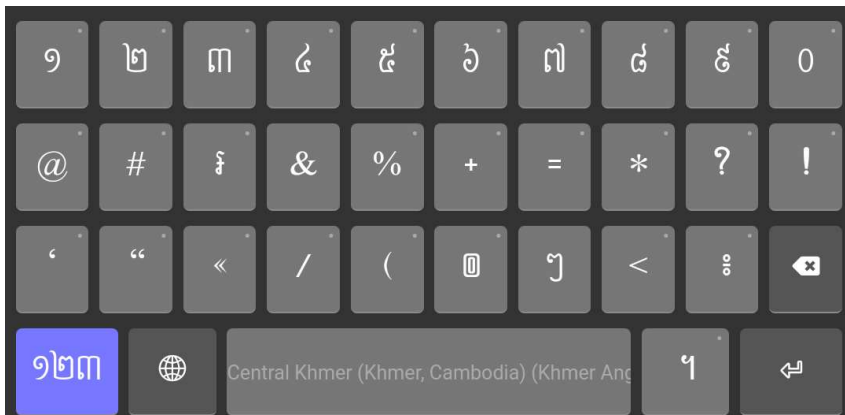 ១ ២ ៣ ៤ ៥ ៦ ៧ ៨ ៩ ០
@ # ៛ & % + = * ? !
‘ “ « / ( ៗ < ៖
១២៣ Central Khmer (Khmer, Cambodia) (Khmer Ang ។